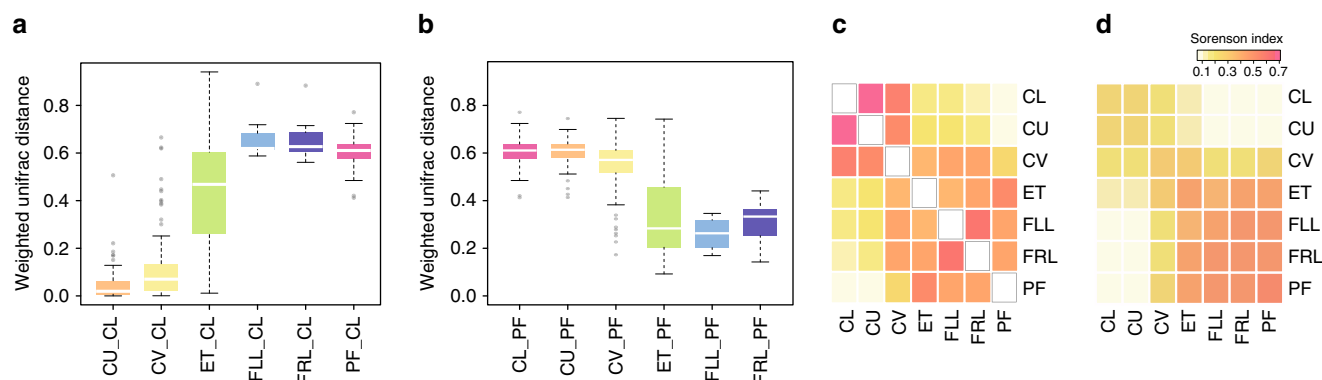 a
Weighted unifrac distance
0.8
0.6
0.4
0.2
0.0
CU_CL
CV_CL
ET_CL
FLL_CL
FRL_CL
PF_CL
b
Weighted unifrac distance
0.8
0.6
0.4
0.2
0.0
CL_PF
CU_PF
CV_PF
ET_PF
FLL_PF
FRL_PF
c
CL
CU
CV
ET
FLL
FRL
PF
CL CU CV ET FLL FRL PF
d
Sorenson index
0.1 0.3 0.5 0.7
CL
CU
CV
ET
FLL
FRL
PF
CL CU CV ET FLL FRL PF